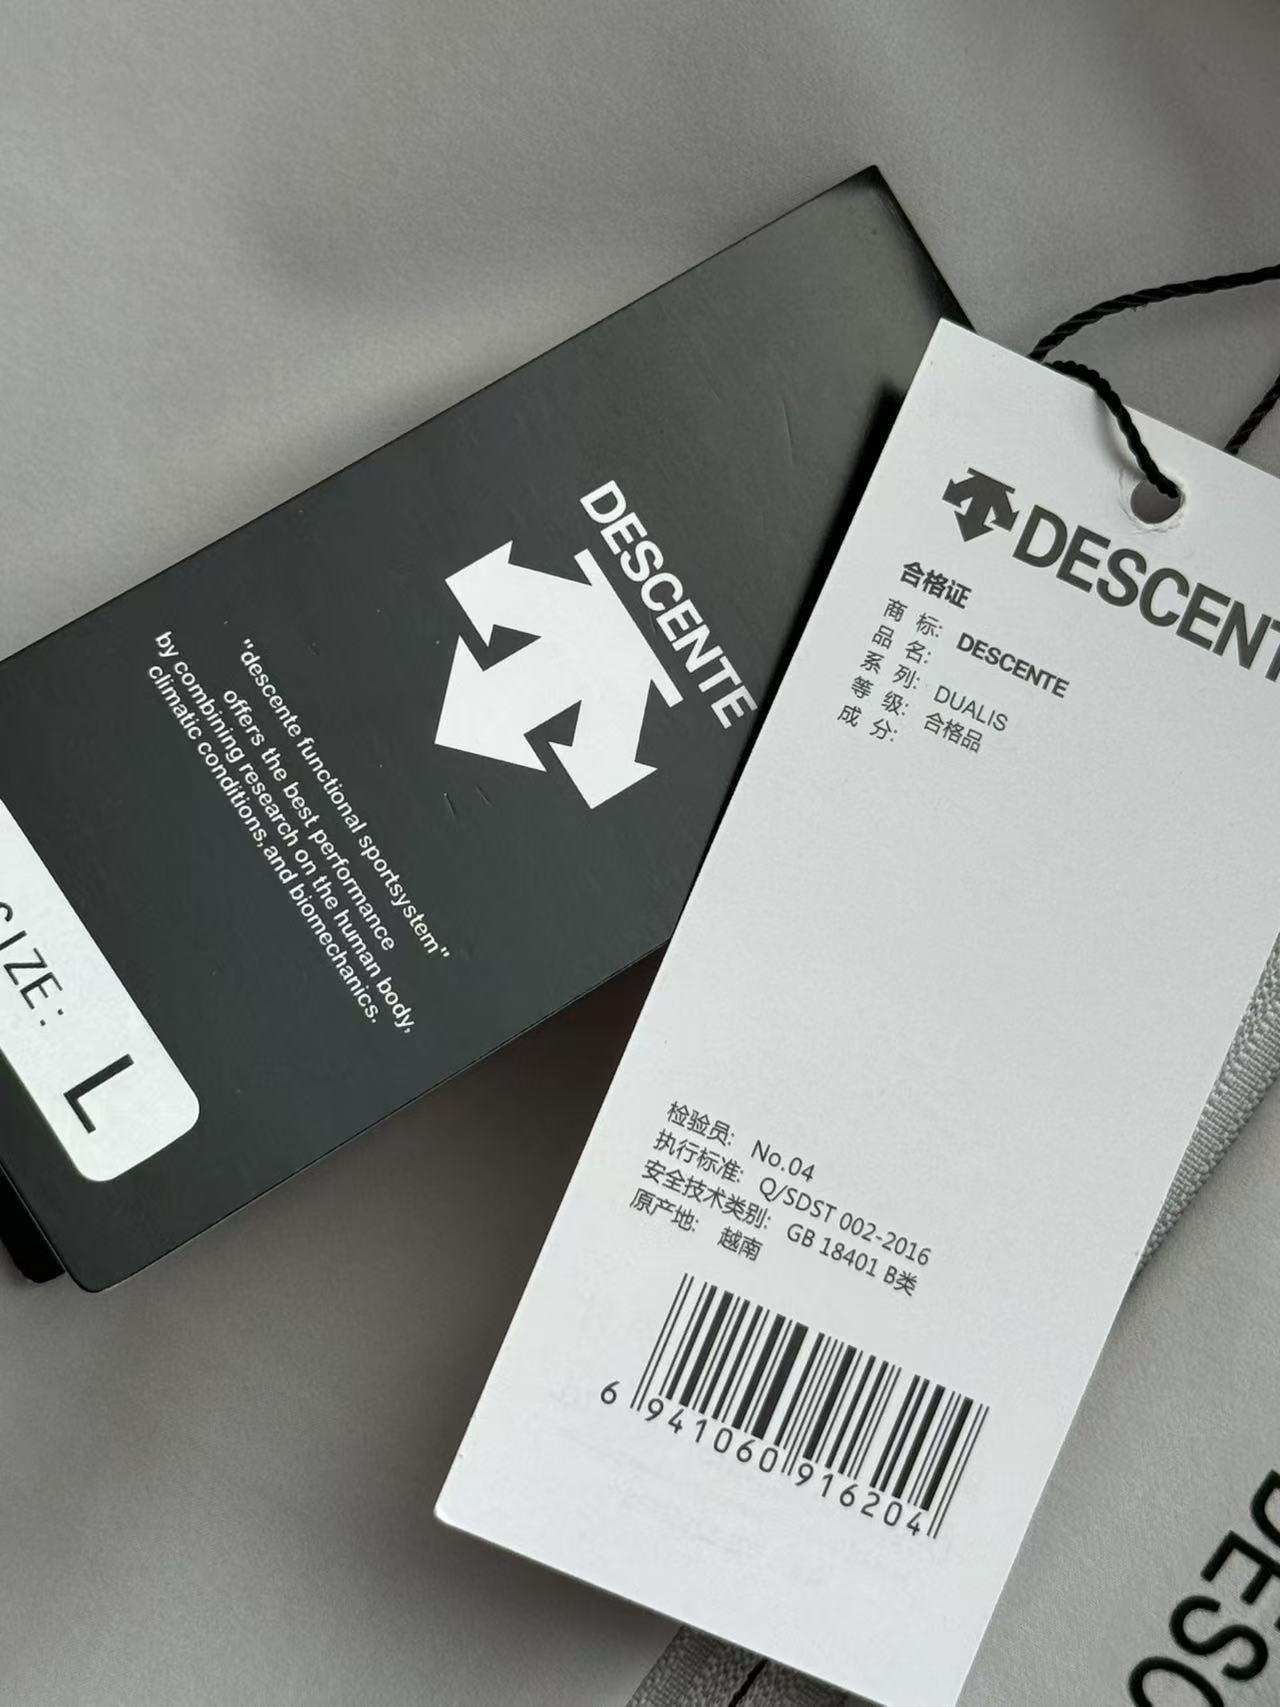 DESCENTE
"descente functional sportsystem"
offers the best performance
by combining research on the human body,
climatic conditions,and biomechanics.
SIZE: L
DESCENT
合格证
商 标: DESCENTE
品 名:
系 列: DUALIS
等 级: 合格品
成 分:
检验员: No.04
执行标准: Q/SDST 002-2016
安全技术类别: GB 18401 B类
原产地: 越南
6 941060 916204
DESC